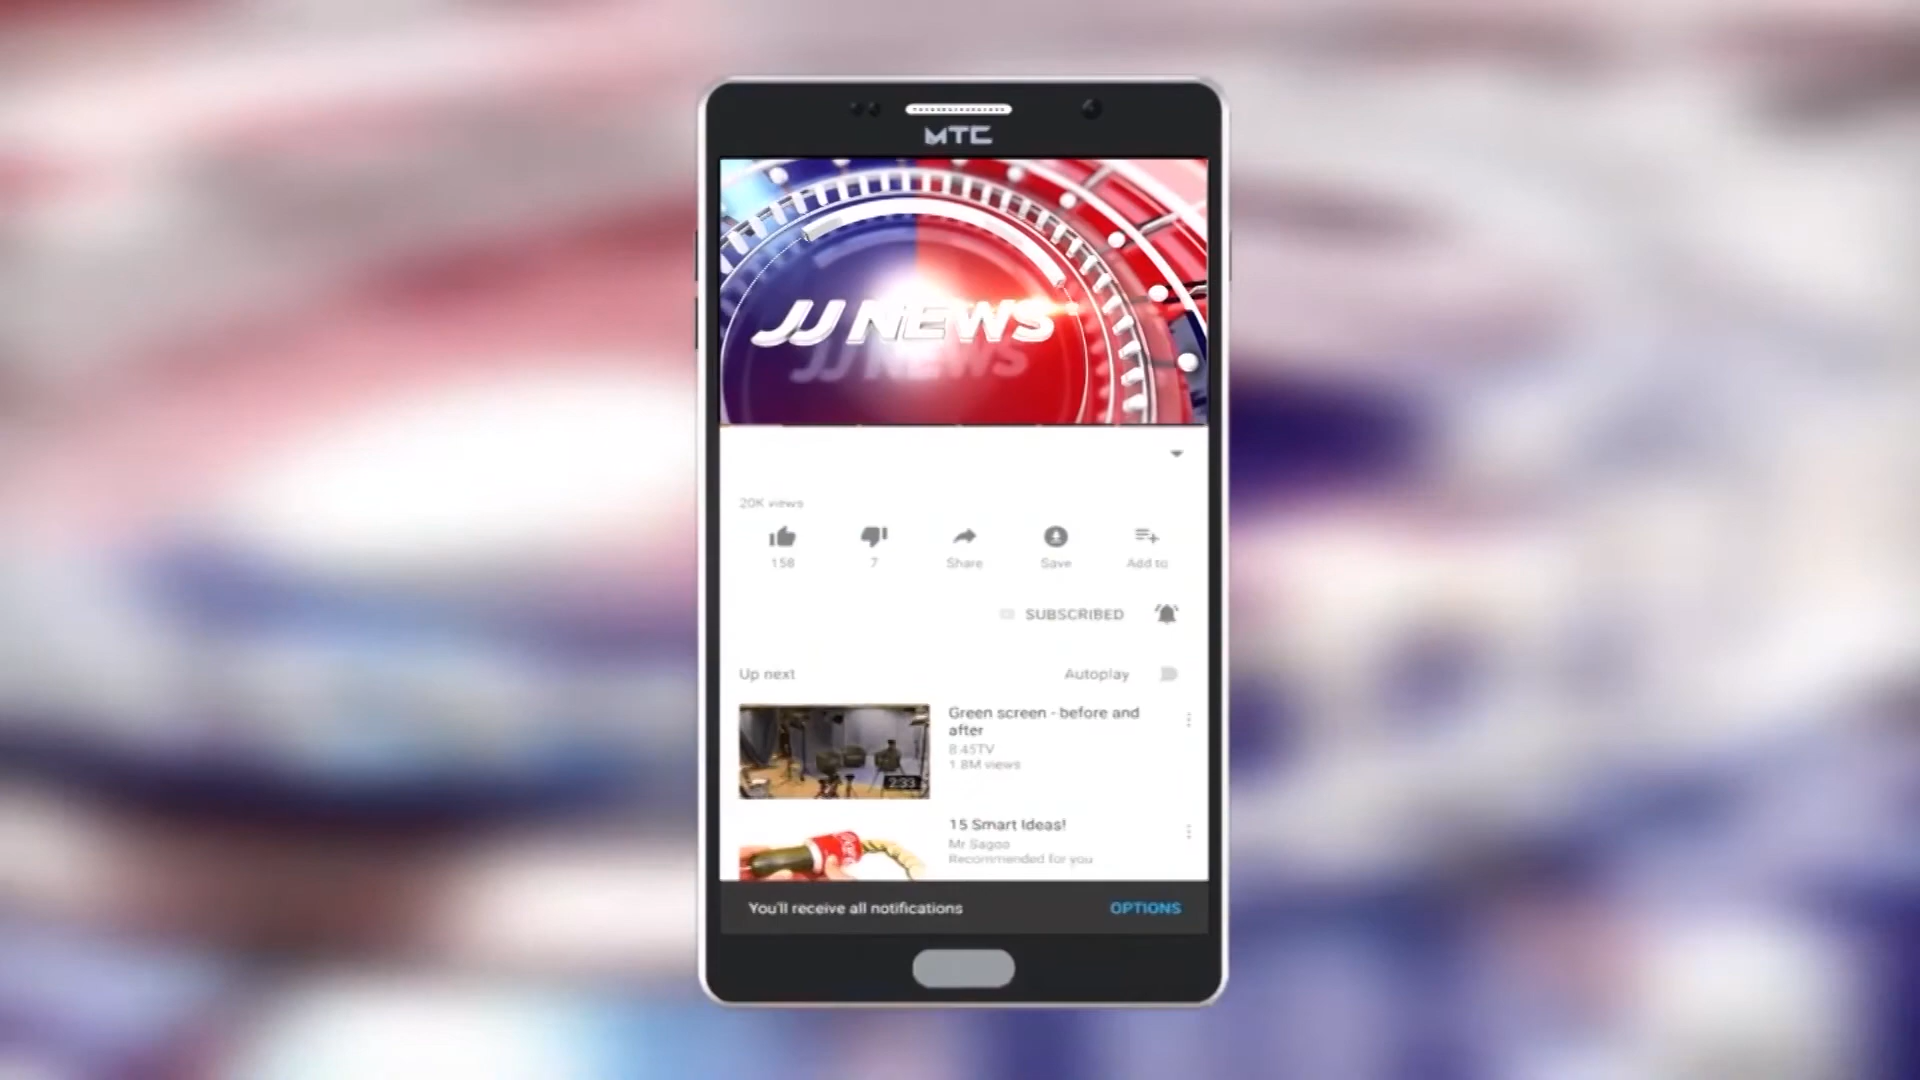 MTC
JJ NEWS
JJ NEWS
20K views
158
7
Share
Save
Add to
SUBSCRIBED
Up next
Autoplay
Green screen - before and
after
8.45TV
1.8M views
2:33
15 Smart Ideas!
Mr Sagoo
Recommended for you
You'll receive all notifications
OPTIONS